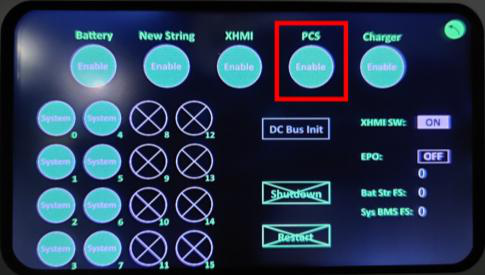 Battery New String XHMI PCS Charger
Enable Enable Enable Enable Enable
System System
0 4 8 12
DC Bus Init
XHMI SW: ON
System System
1 5 9 13
EPO: OFF
0
System System
2 6 10 14
Shutdown
Bat Str FS: 0
Sys BMS FS: 0
System System
3 7 11 15
Restart